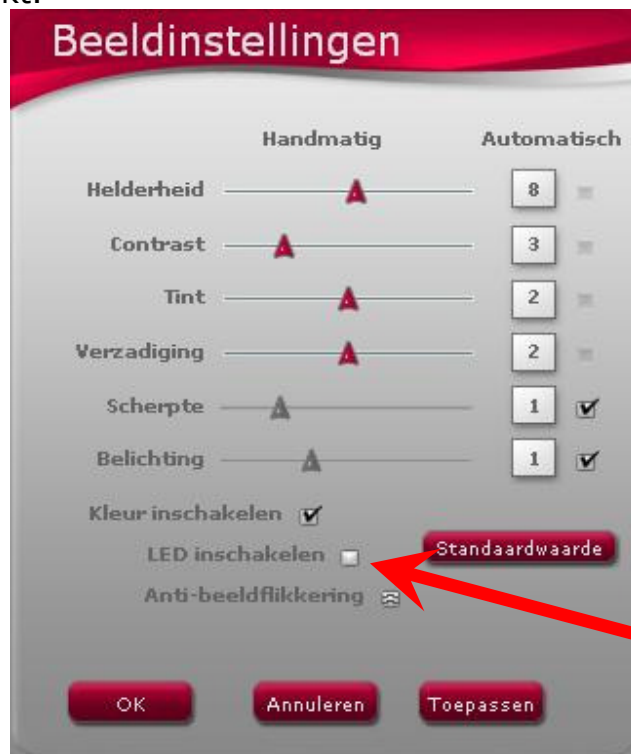 Beeldinstellingen
Handmatig Automatisch
Helderheid 8
Contrast 3
Tint 2
Verzadiging 2
Scherpte 1
Belichting 1
Kleur inschakelen
LED inschakelen Standaardwaarde
Anti-beeldflikkering
OK Annuleren Toepassen